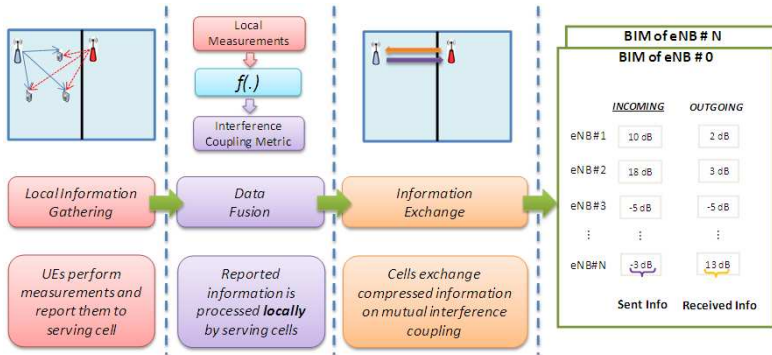 Local
Measurements
f(.)
Interference
Coupling Metric
Local Information
Gathering
Data
Fusion
Information
Exchange
UEs perform
measurements and
report them to
serving cell
Reported
information is
processed locally
by serving cells
Cells exchange
compressed information
on mutual interference
coupling
BIM of eNB # N
BIM of eNB # 0
INCOMING OUTGOING
eNB#1 10 dB 2 dB
eNB#2 18 dB 3 dB
eNB#3 -5 dB -5 dB
⋮ ⋮
eNB#N -3 dB 13 dB
Sent Info Received Info